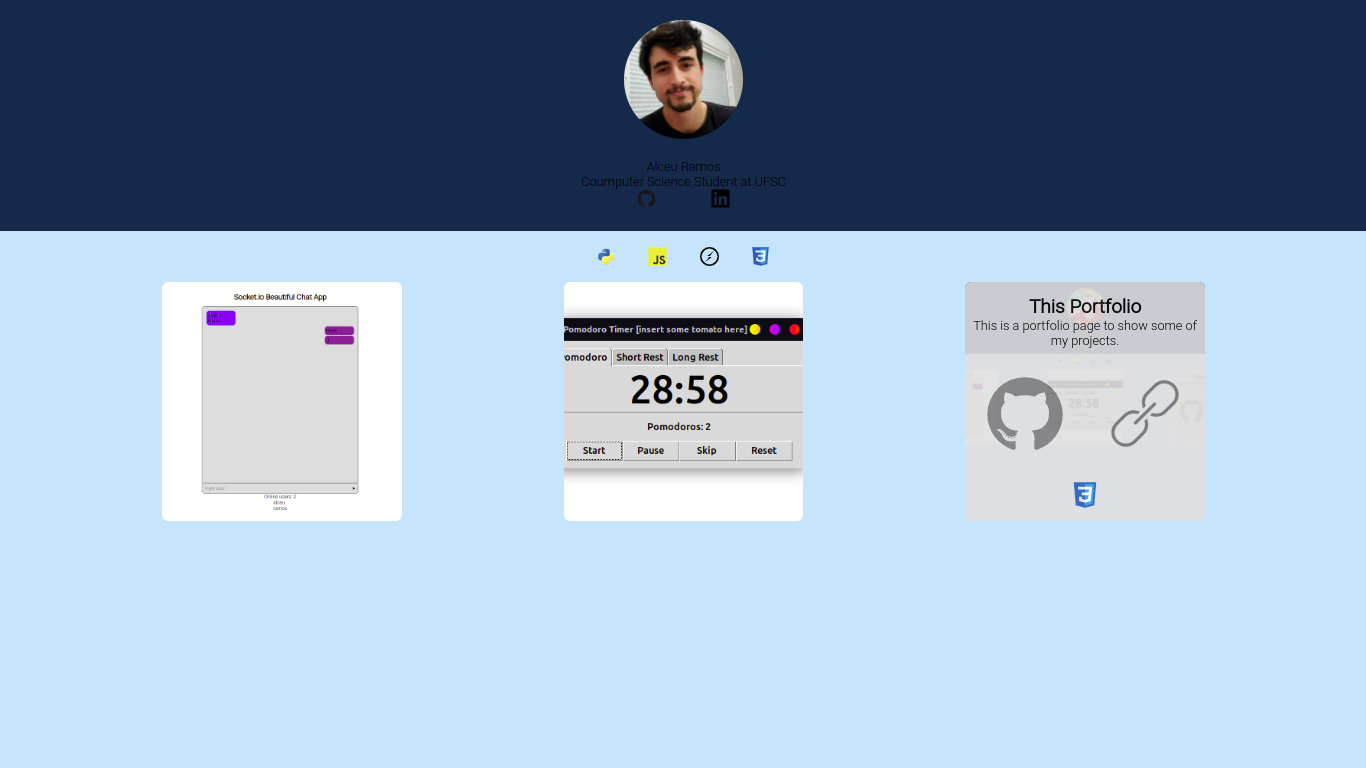 Alceu Ramos
Coumputer Science Student at UFSC
JS
Socket.io Beautiful Chat App
Online users: 2
alceu
ramos
Pomodoro Timer [insert some tomato here]
omodoro Short Rest Long Rest
28:58
Pomodoros: 2
Start Pause Skip Reset
This Portfolio
This is a portfolio page to show some of
my projects.
28:58